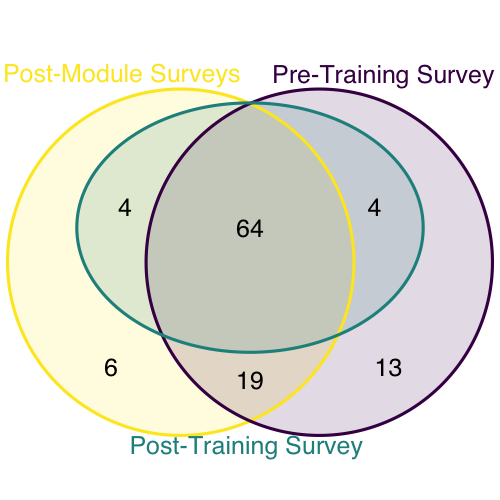 Post-Module Surveys
Pre-Training Survey
4
64
4
6
19
13
Post-Training Survey